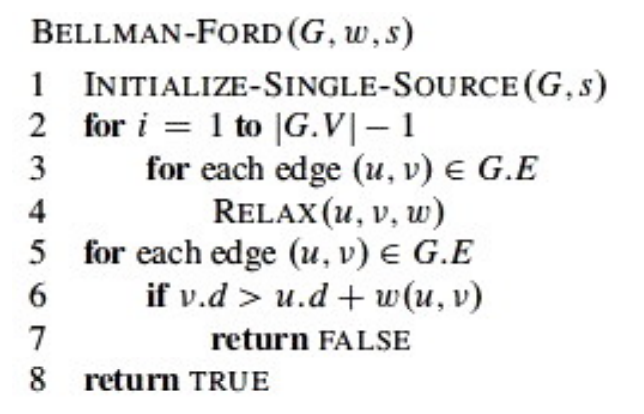 BELLMAN-FORD(G, w, s)
1 INITIALIZE-SINGLE-SOURCE(G, s)
2 for i = 1 to |G.V| − 1
3 for each edge (u, v) ∈ G.E
4 RELAX(u, v, w)
5 for each edge (u, v) ∈ G.E
6 if v.d > u.d + w(u, v)
7 return FALSE
8 return TRUE